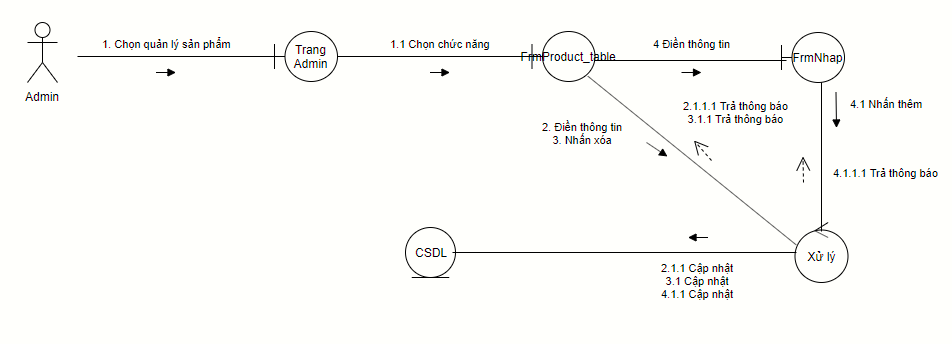 1. Chọn quản lý sản phẩm
Admin
Trang
Admin
1.1 Chọn chức năng
FrmProduct_table
4 Điền thông tin
FrmNhap
4.1 Nhấn thêm
2.1.1.1 Trả thông báo
3.1.1 Trả thông báo
2. Điền thông tin
3. Nhấn xóa
4.1.1.1 Trả thông báo
CSDL
Xử lý
2.1.1 Cập nhật
3.1 Cập nhật
4.1.1 Cập nhật